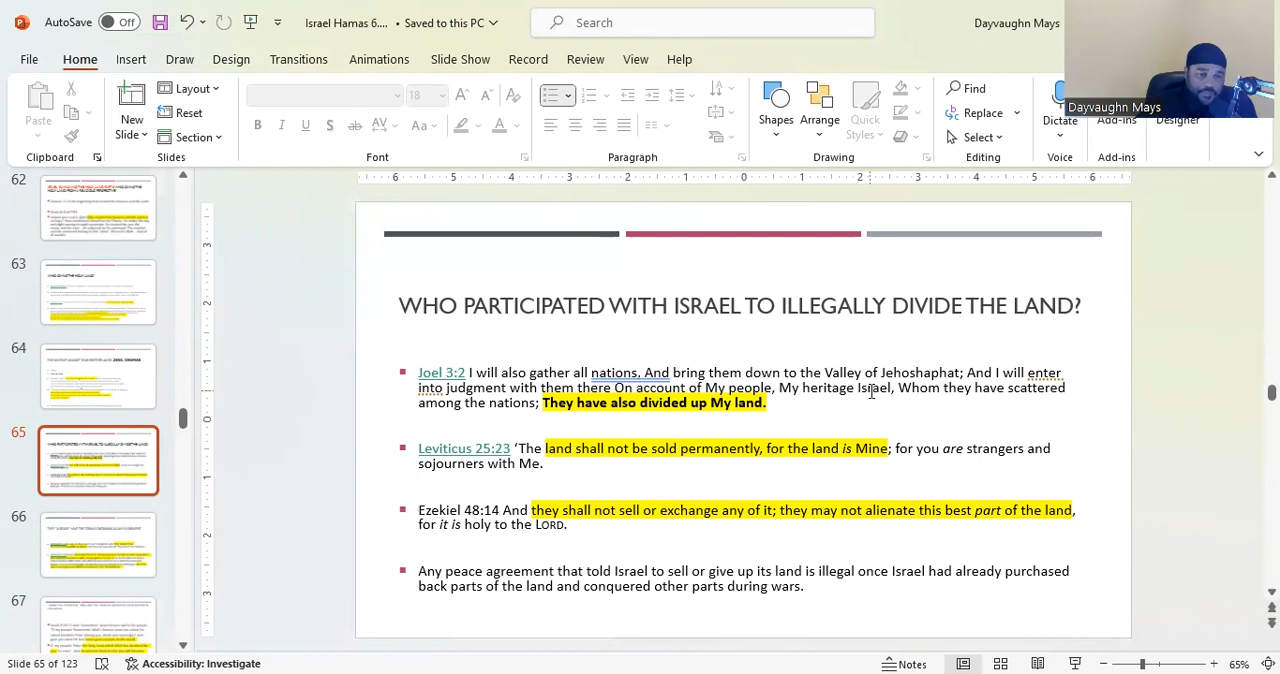 AutoSave Off Israel Hamas 6.... • Saved to this PC Search Dayvaughn Mays
File Home Insert Draw Design Transitions Animations Slide Show Record Review View Help
Dayvaughn Mays
Paste New Slide Layout Reset Section 18 Shapes Arrange Quick Styles Find Replace Select Dictate Add-ins Designer
Clipboard Slides Font Paragraph Drawing Editing Voice Add-ins
62
63
64
65
66
67
WHO PARTICIPATED WITH ISRAEL TO ILLEGALLY DIVIDE THE LAND?
Joel 3:2 I will also gather all nations. And bring them down to the Valley of Jehoshaphat; And I will enter
into judgment with them there On account of My people, My heritage Israel, Whom they have scattered
among the nations; They have also divided up My land.
Leviticus 25:23 The land shall not be sold permanently, for the land is Mine; for you are strangers and
sojourners with Me.
Ezekiel 48:14 And they shall not sell or exchange any of it; they may not alienate this best part of the land,
for it is holy to the LORD.
Any peace agreement that told Israel to sell or give up its land is illegal once Israel had already purchased
back parts of the land and conquered other parts during wars.
Slide 65 of 123 Accessibility: Investigate Notes 65%